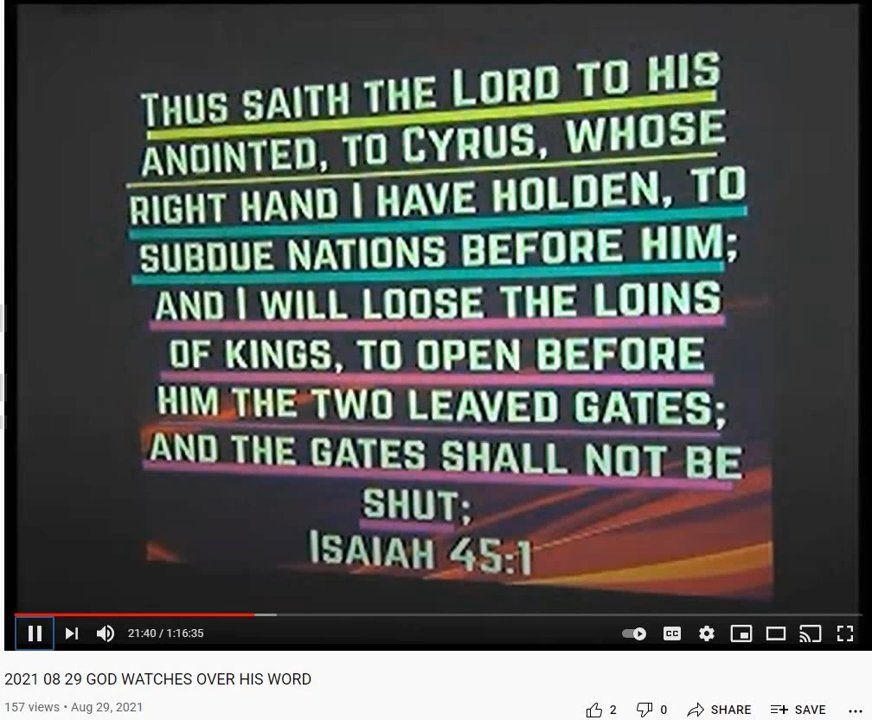 THUS SAITH THE LORD TO HIS
ANOINTED, TO CYRUS, WHOSE
RIGHT HAND I HAVE HOLDEN, TO
SUBDUE NATIONS BEFORE HIM;
AND I WILL LOOSE THE LOINS
OF KINGS, TO OPEN BEFORE
HIM THE TWO LEAVED GATES;
AND THE GATES SHALL NOT BE
SHUT;
ISAIAH 45:1
21:40 / 1:16:35
CC
2021 08 29 GOD WATCHES OVER HIS WORD
157 views • Aug 29, 2021
2
0
SHARE
SAVE